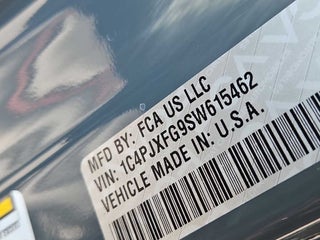 MFD BY: FCA US LLC
VIN: 1C4PJXFG9SW615462
VEHICLE MADE IN: U.S.A.